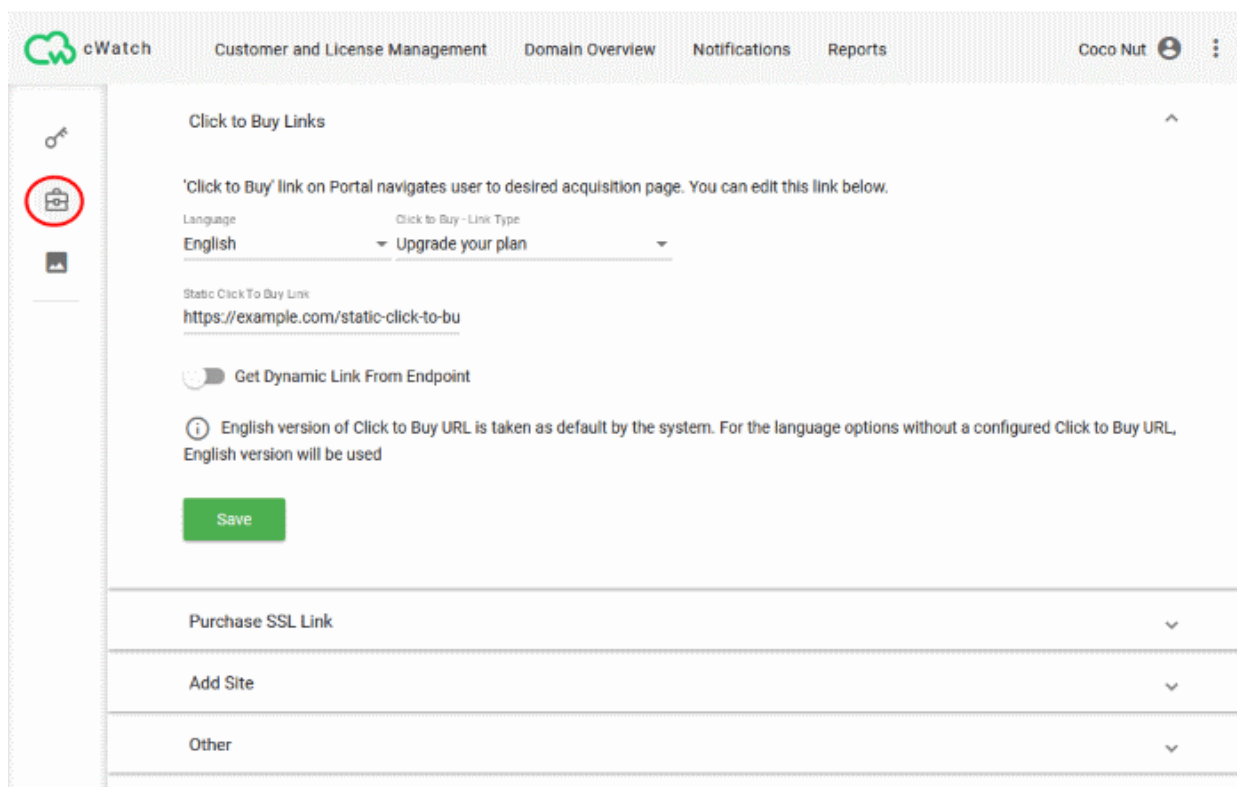 cWatch Customer and License Management Domain Overview Notifications Reports Coco Nut
Click to Buy Links
'Click to Buy' link on Portal navigates user to desired acquisition page. You can edit this link below.
Language Click to Buy - Link Type
English Upgrade your plan
Static Click To Buy Link
https://example.com/static-click-to-bu
Get Dynamic Link From Endpoint
English version of Click to Buy URL is taken as default by the system. For the language options without a configured Click to Buy URL,
English version will be used
Save
Purchase SSL Link
Add Site
Other